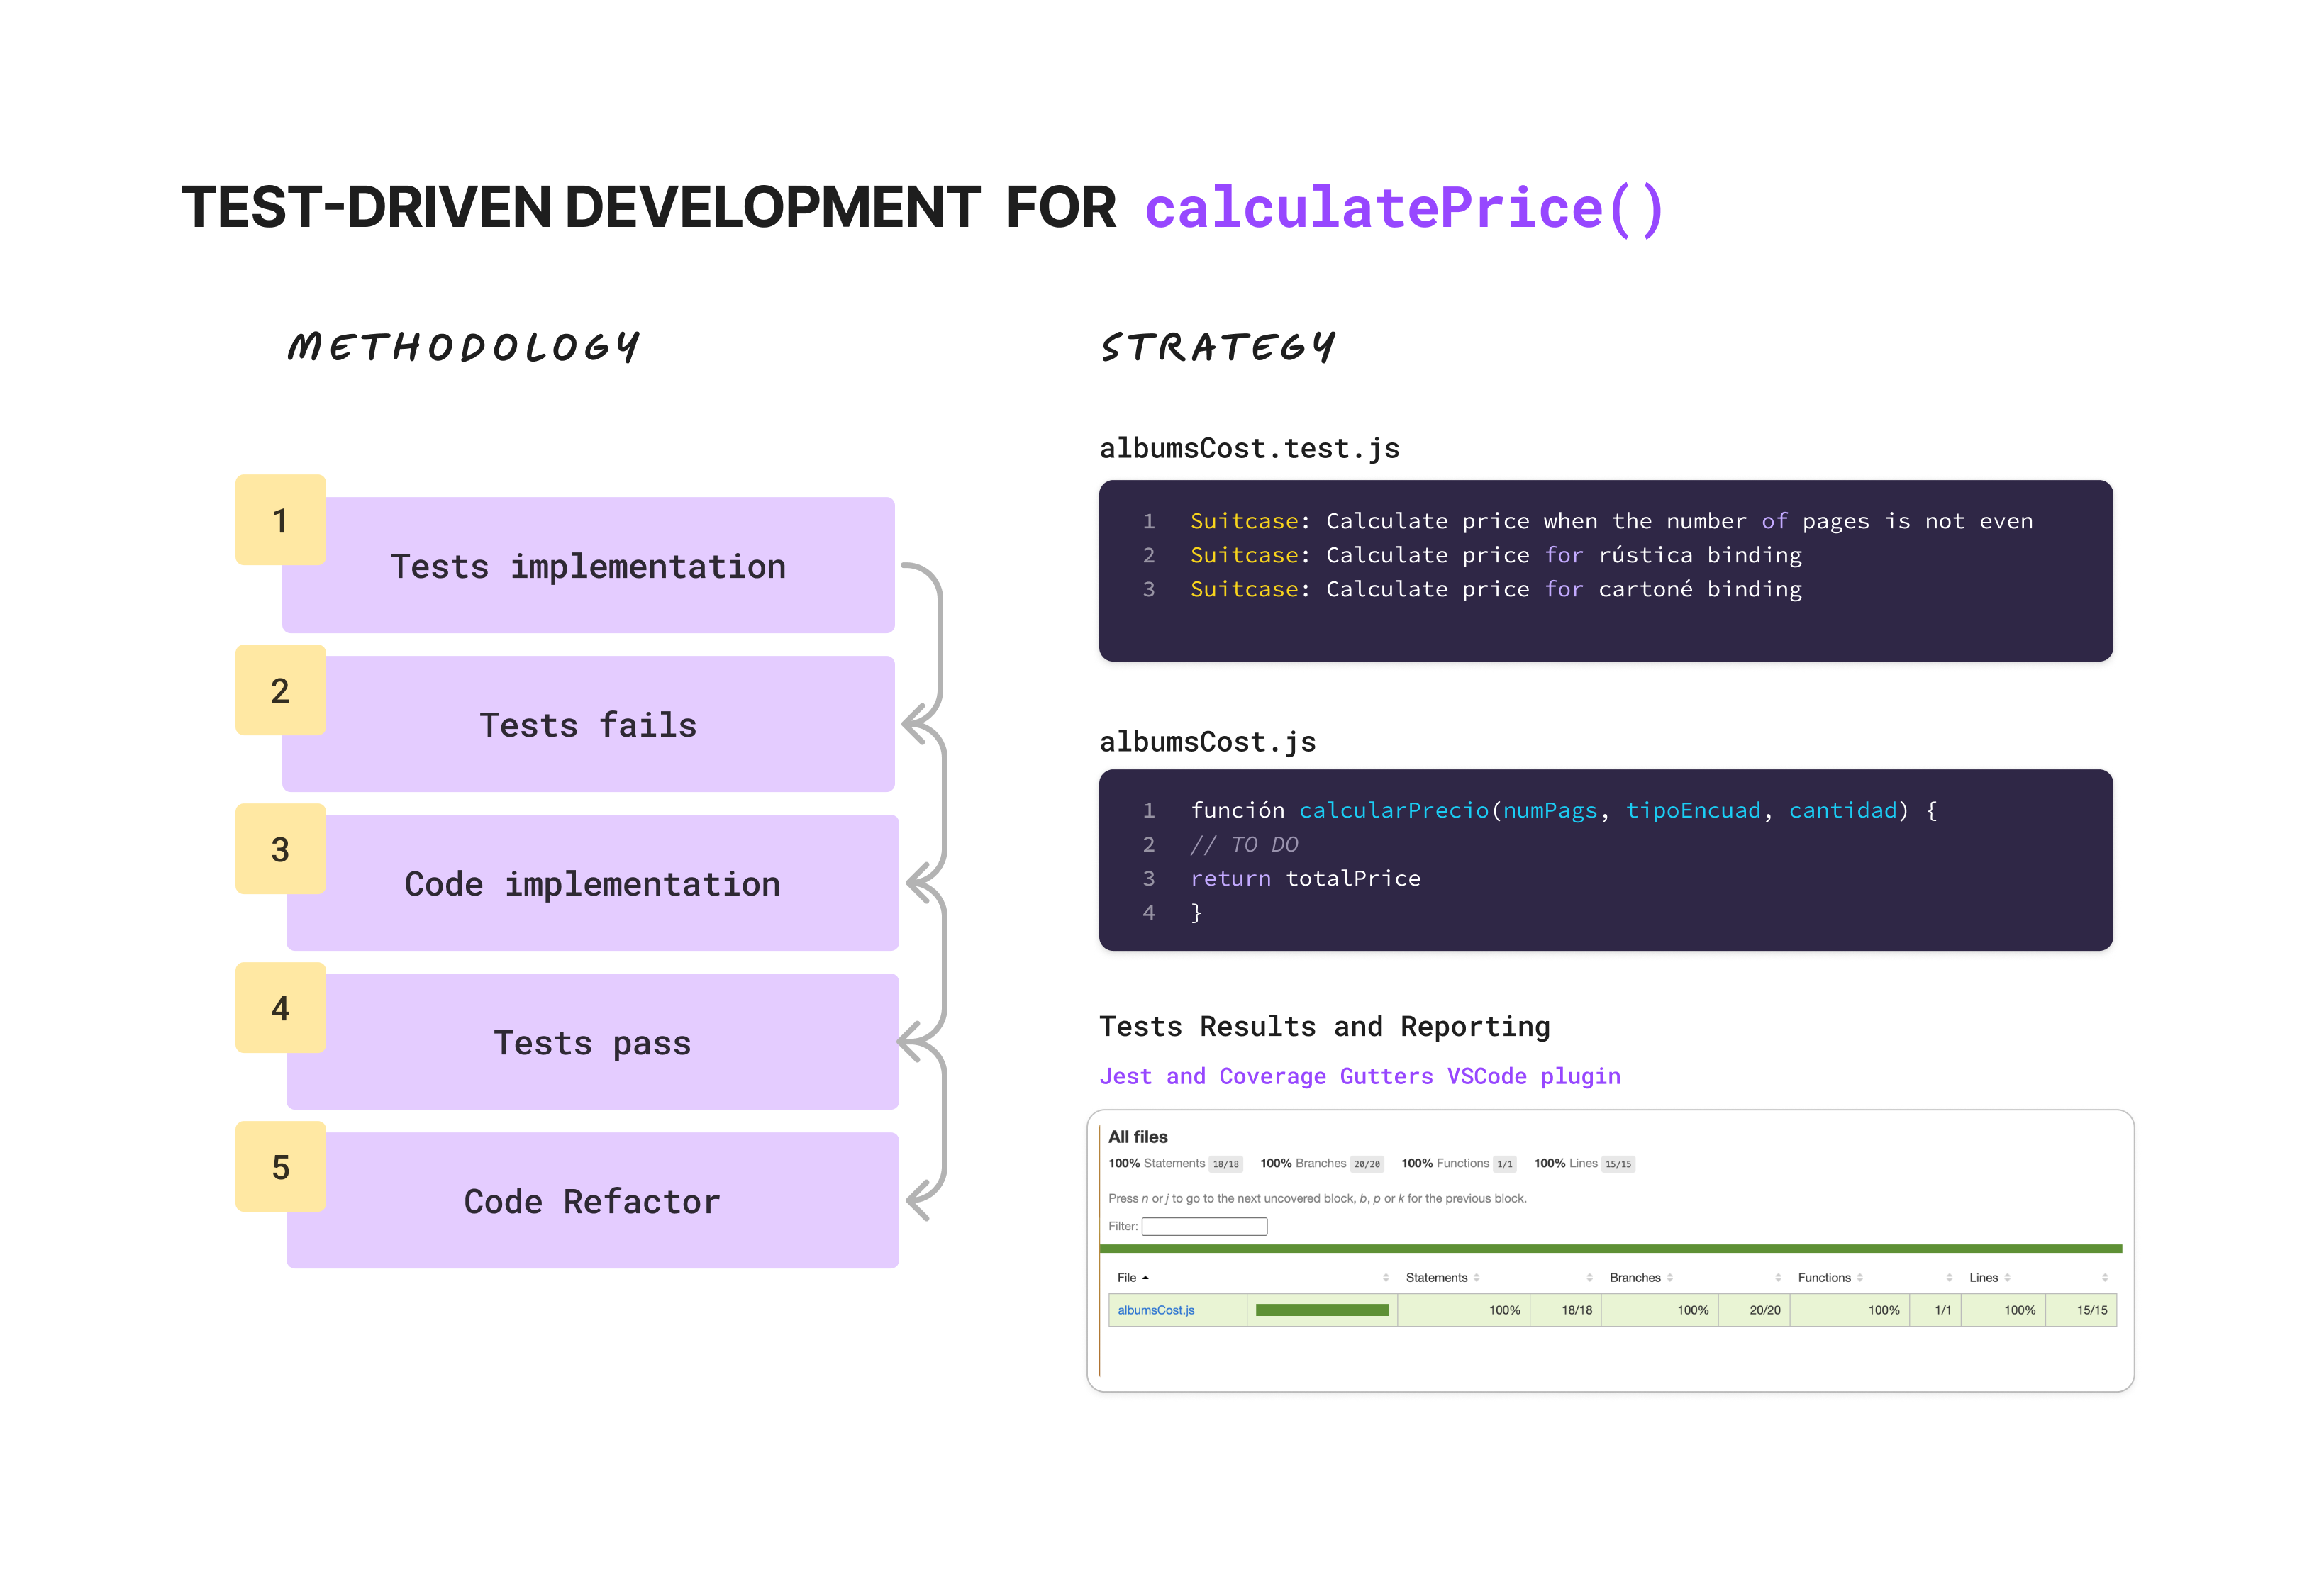 TEST-DRIVEN DEVELOPMENT FOR calculatePrice()
METHODOLOGY
1
Tests implementation
2
Tests fails
3
Code implementation
4
Tests pass
5
Code Refactor
STRATEGY
albumsCost.test.js
1 Suitcase: Calculate price when the number of pages is not even
2 Suitcase: Calculate price for rústica binding
3 Suitcase: Calculate price for cartoné binding
albumsCost.js
1 función calcularPrecio(numPags, tipoEncuad, cantidad) {
2 // TO DO
3 return totalPrice
4 }
Tests Results and Reporting
Jest and Coverage Gutters VSCode plugin
All files
100% Statements 18/18 100% Branches 20/20 100% Functions 1/1 100% Lines 15/15
Press n or j to go to the next uncovered block, b, p or k for the previous block.
Filter:
File Statements Branches Functions Lines
albumsCost.js 100% 18/18 100% 20/20 100% 1/1 100% 15/15